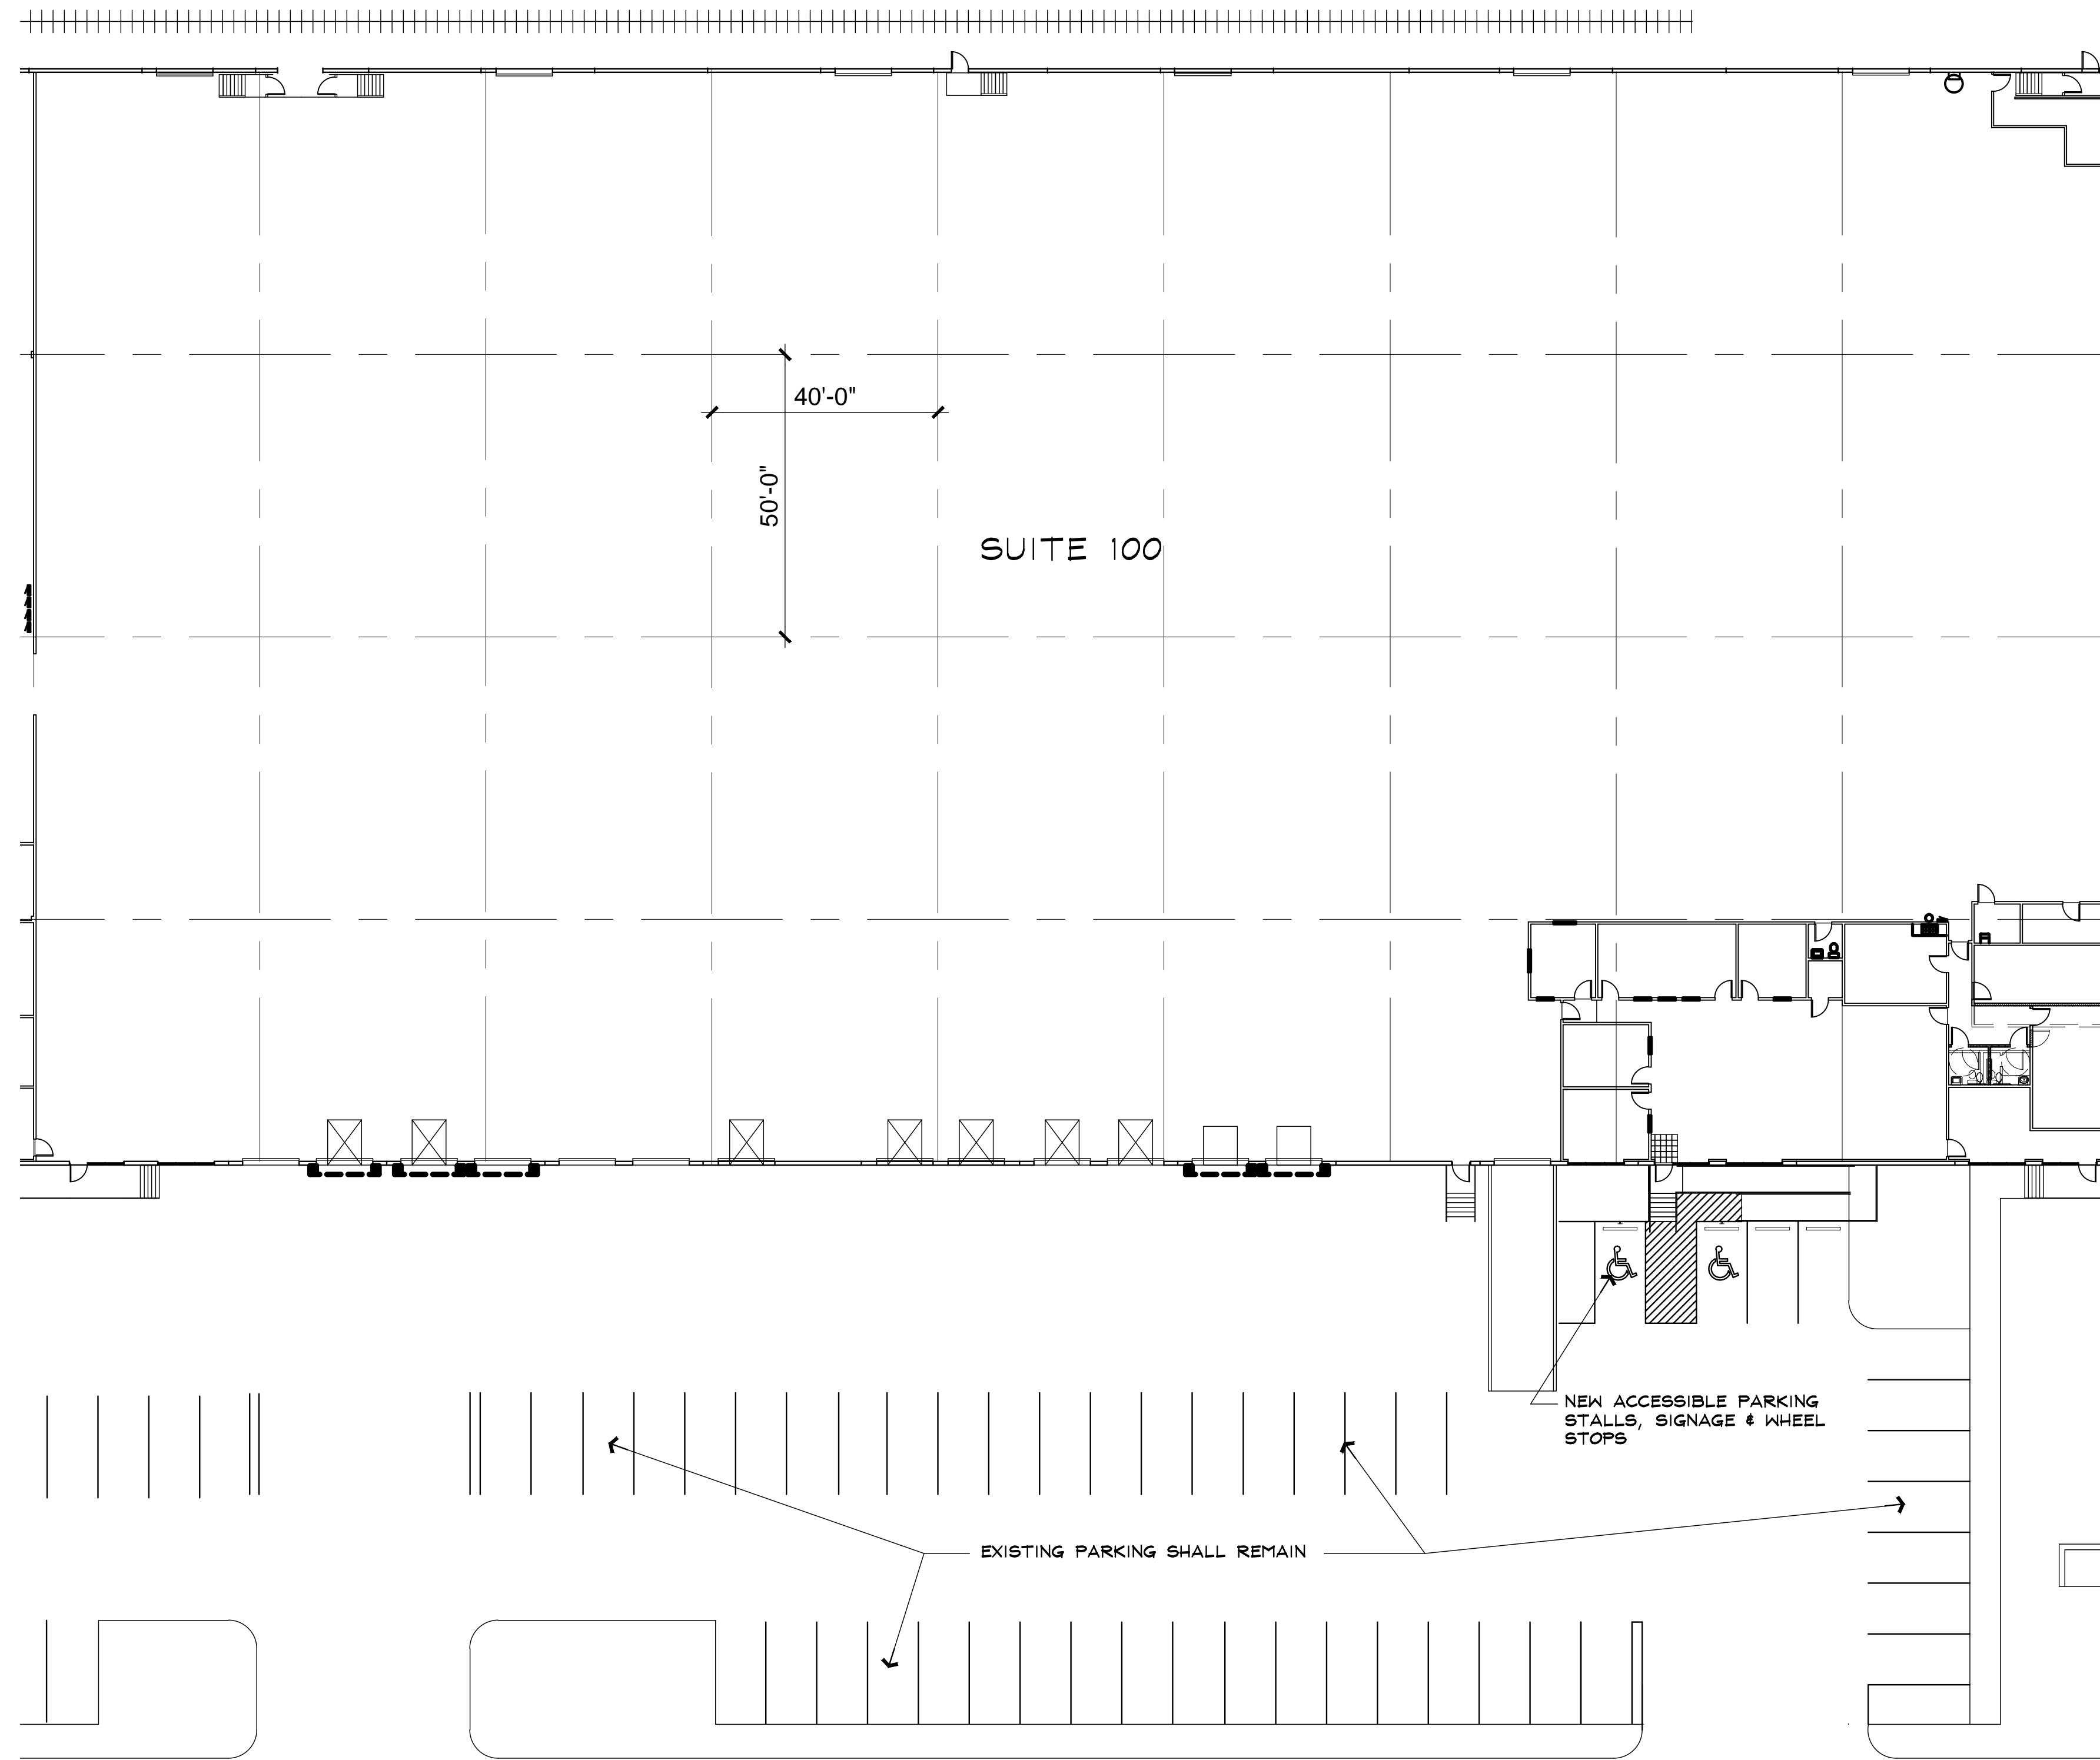 40'-0"
50'-0"
SUITE 100
NEW ACCESSIBLE PARKING
STALLS, SIGNAGE & WHEEL
STOPS
EXISTING PARKING SHALL REMAIN